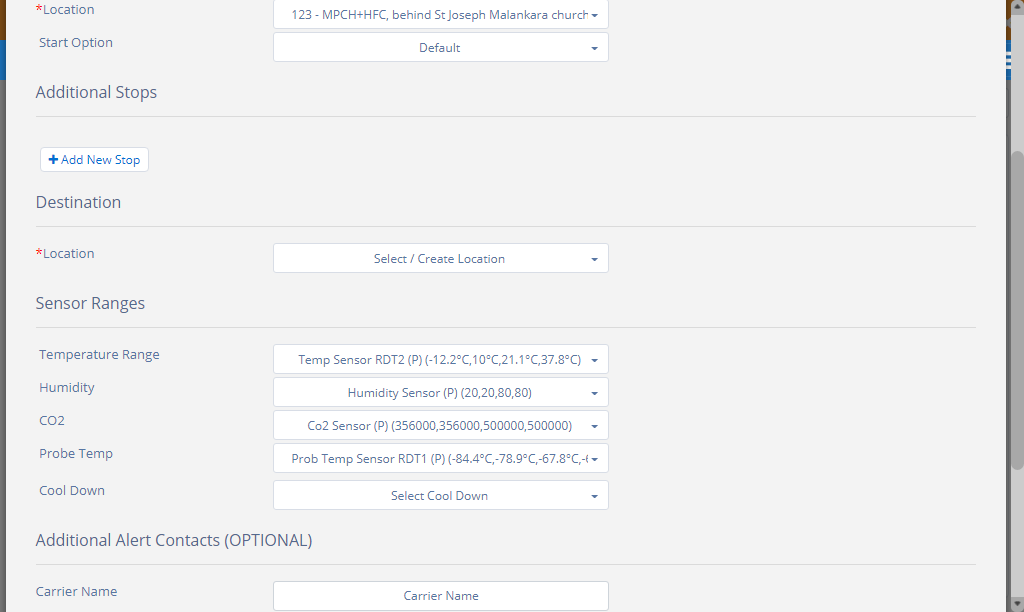 *Location
123 - MPCH+HFC, behind St Joseph Malankara church
Start Option
Default
Additional Stops
Add New Stop
Destination
*Location
Select / Create Location
Sensor Ranges
Temperature Range
Temp Sensor RDT2 (P) (-12.2°C,10°C,21.1°C,37.8°C)
Humidity
Humidity Sensor (P) (20,20,80,80)
CO2
Co2 Sensor (P) (356000,356000,500000,500000)
Probe Temp
Prob Temp Sensor RDT1 (P) (-84.4°C,-78.9°C,-67.8°C,-
Cool Down
Select Cool Down
Additional Alert Contacts (OPTIONAL)
Carrier Name
Carrier Name